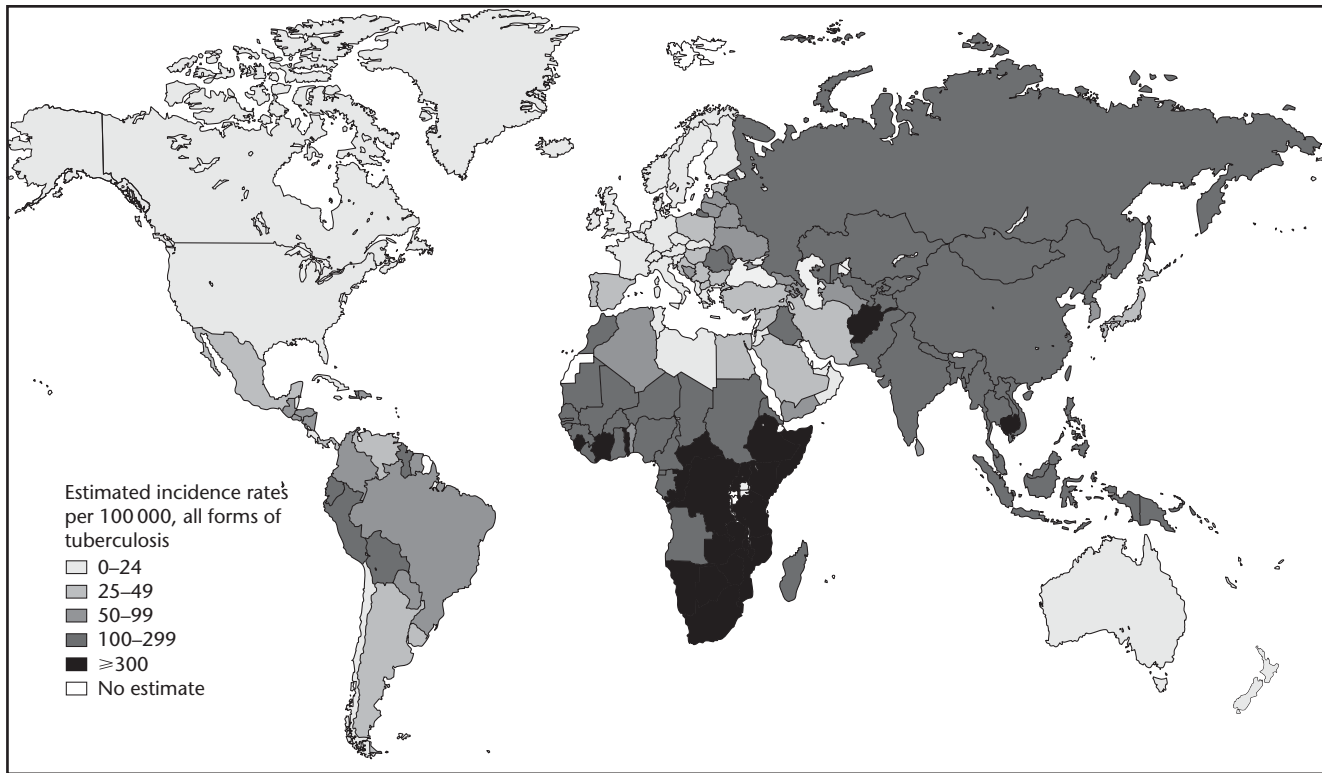 Estimated incidence rates
per 100 000, all forms of
tuberculosis
0–24
25–49
50–99
100–299
⩾300
No estimate